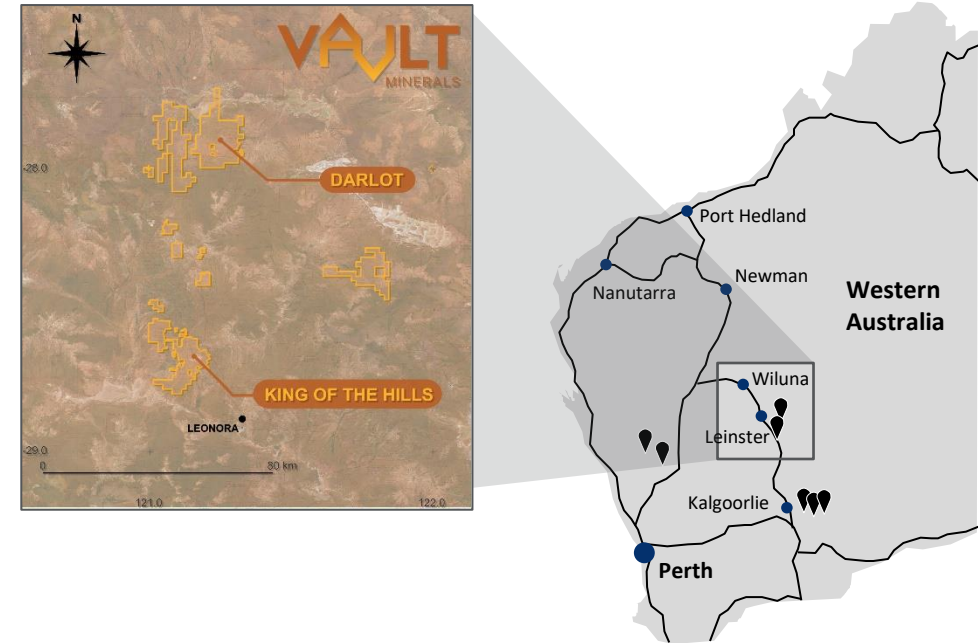 N
VAULT
MINERALS
-28.0
DARLOT
KING OF THE HILLS
LEONORA
-29.0
0
80 km
121.0
122.0
Port Hedland
Nanutarra
Newman
Western
Australia
Wiluna
Leinster
Kalgoorlie
Perth